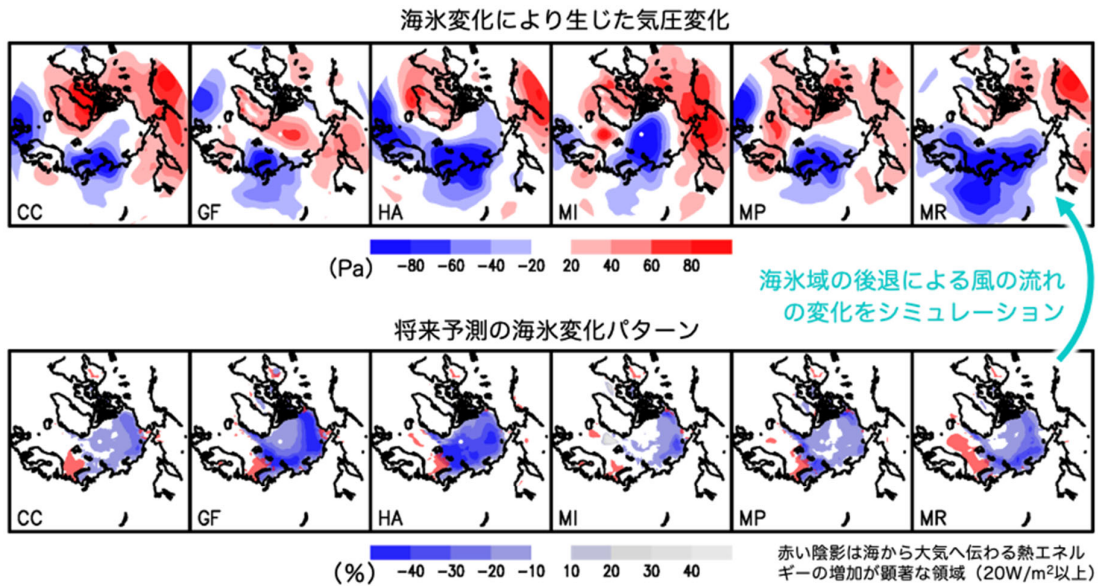 海氷変化により生じた気圧変化
CC GF HA MI MP MR
(Pa) -80 -60 -40 -20 20 40 60 80
海氷域の後退による風の流れ
の変化をシミュレーション
将来予測の海氷変化パターン
CC GF HA MI MP MR
(%) -40 -30 -20 -10 10 20 30 40
赤い陰影は海から大気へ伝わる熱エネル
ギーの増加が顕著な領域（20W/m²以上）